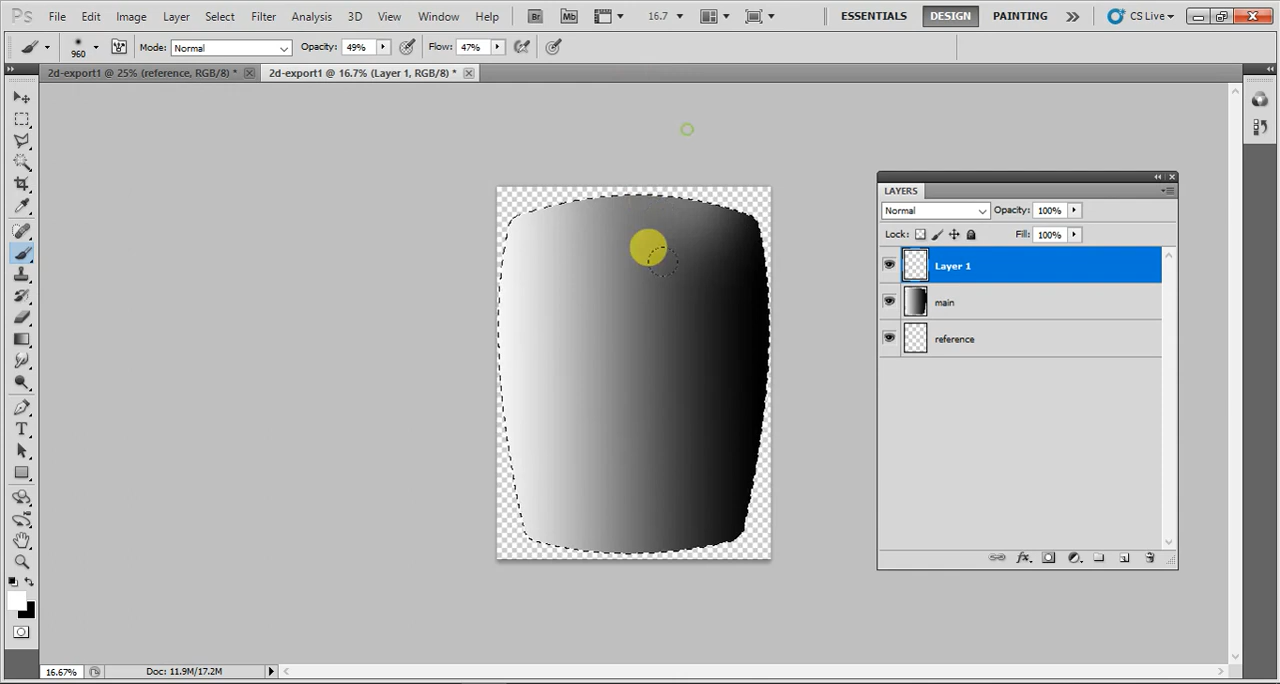 Ps File Edit Image Layer Select Filter Analysis 3D View Window Help Br Mb 16.7 ESSENTIALS DESIGN PAINTING CS Live
960 Mode: Normal Opacity: 49% Flow: 47%
2d-export1 @ 25% (reference, RGB/8) * 2d-export1 @ 16.7% (Layer 1, RGB/8) *
LAYERS
Normal Opacity: 100%
Lock: Fill: 100%
Layer 1
main
reference
T
fx
16.67% Doc: 11.9M/17.2M